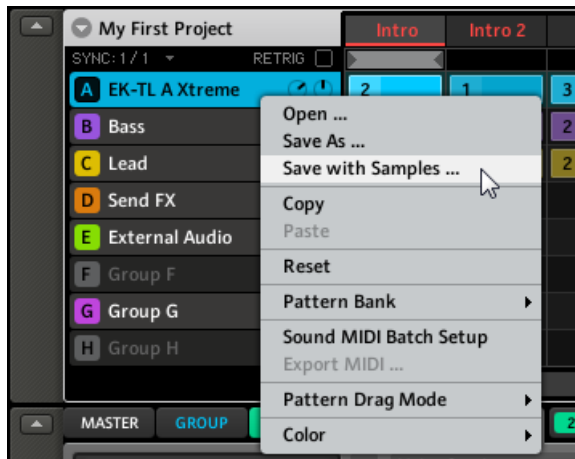 My First Project
Intro
Intro 2
SYNC: 1 / 1
RETRIG
A EK-TL A Xtreme
2
1
3
B Bass
2
C Lead
2
D Send FX
E External Audio
F Group F
G Group G
H Group H
Open ...
Save As ...
Save with Samples ...
Copy
Paste
Reset
Pattern Bank
Sound MIDI Batch Setup
Export MIDI ...
Pattern Drag Mode
Color
MASTER
GROUP
2